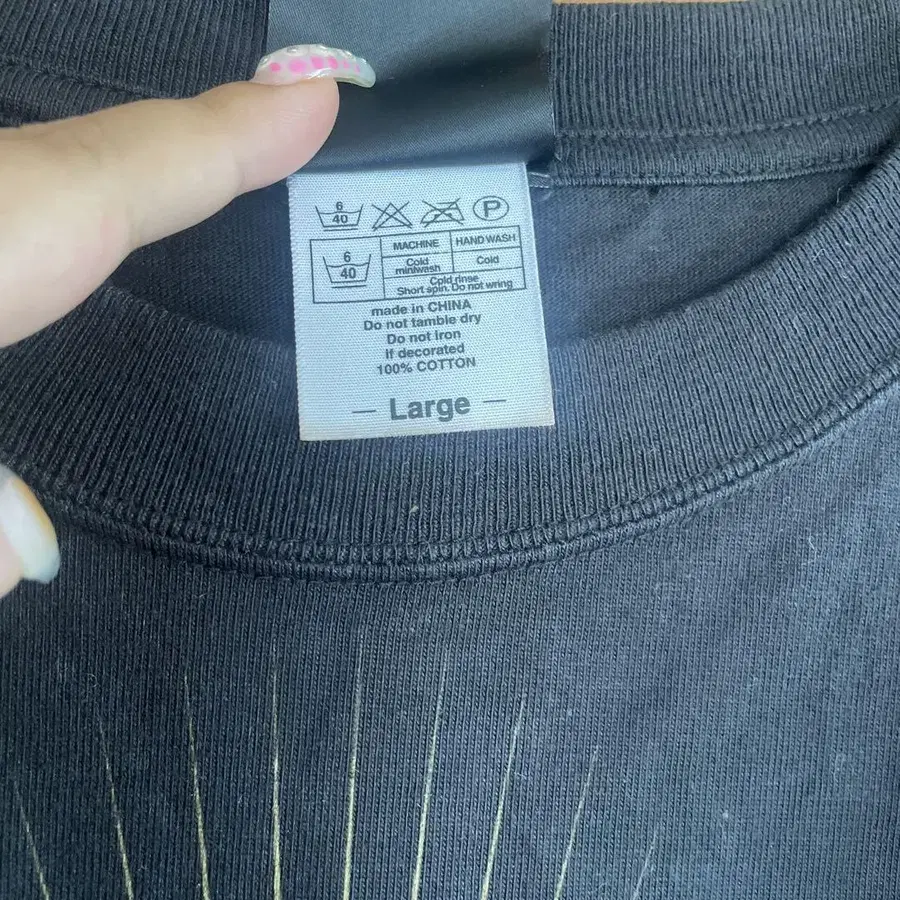 6
40
P
6
40
MACHINE HAND WASH
Cold miniwash Cold
Cold rinse
Short spin. Do not wring
made in CHINA
Do not tamble dry
Do not iron
If decorated
100% COTTON
— Large —